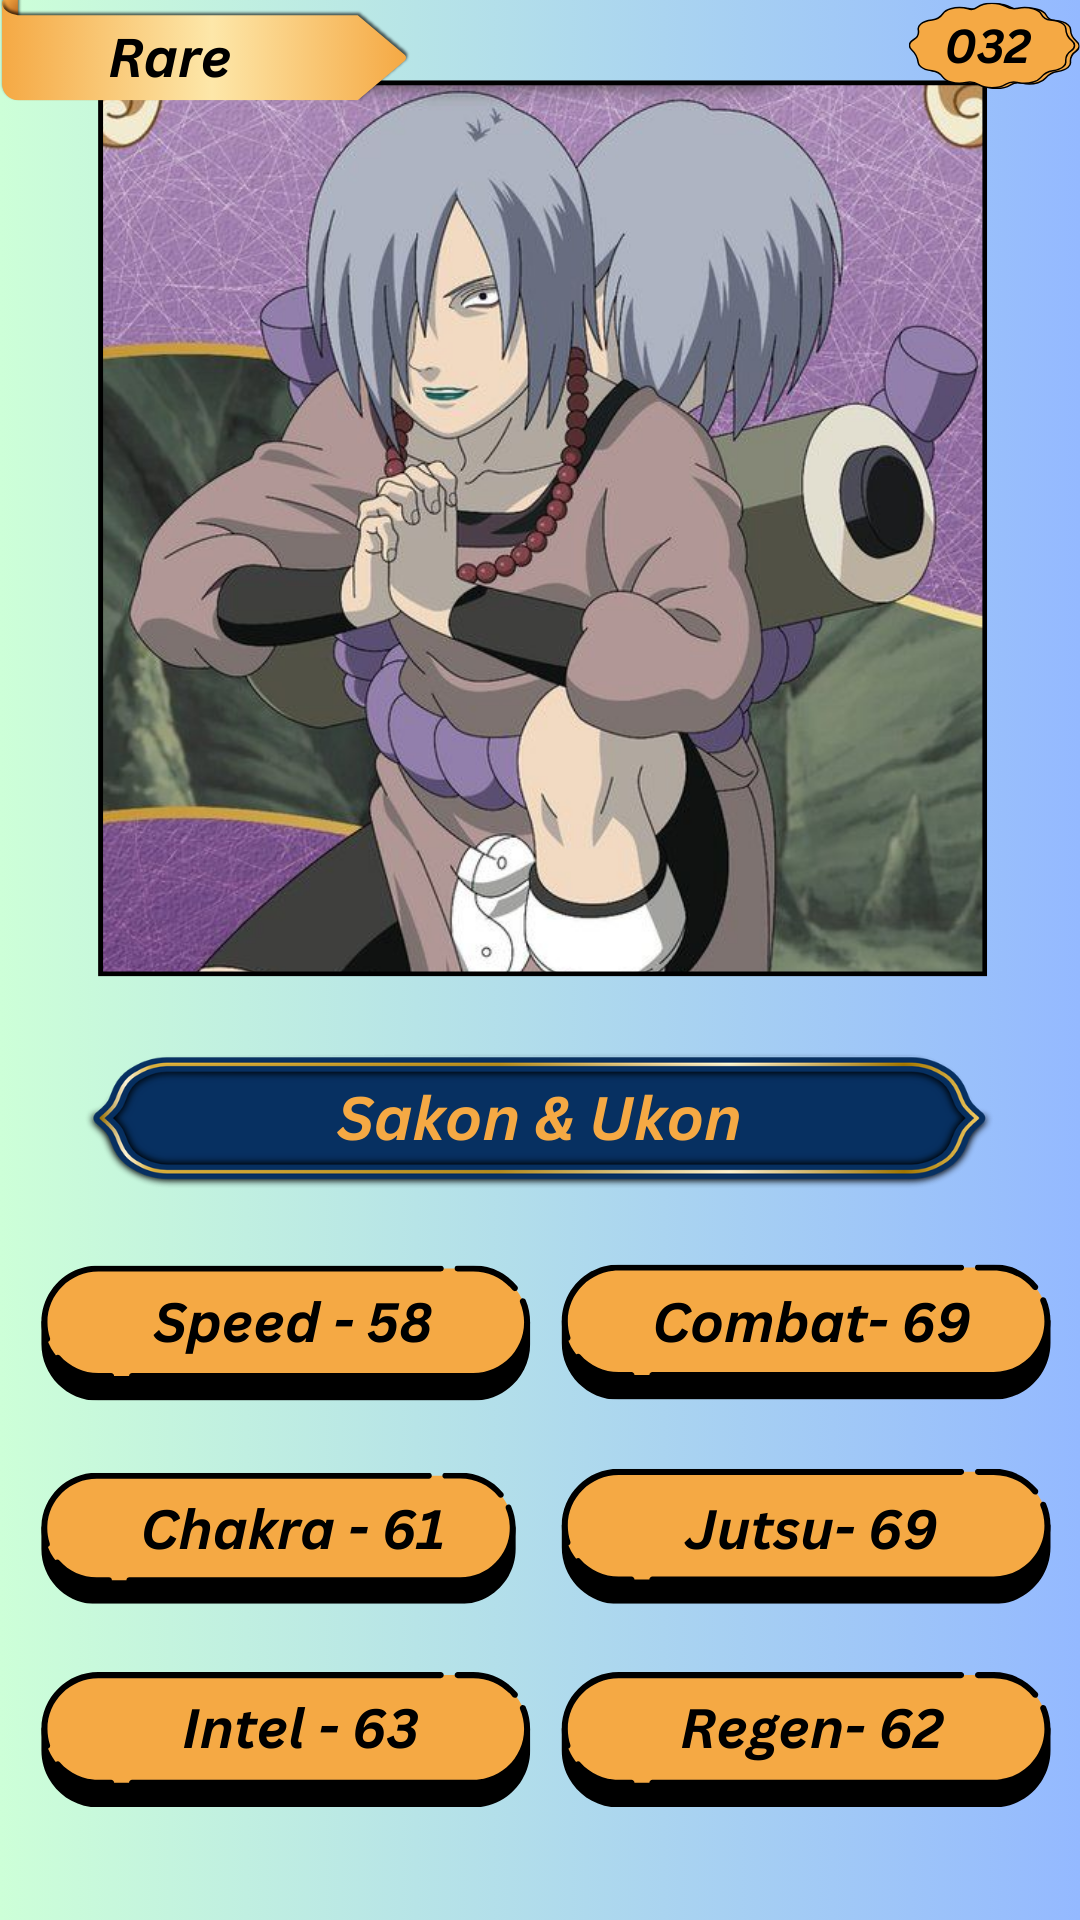 Rare
032
Sakon & Ukon
Speed - 58
Combat- 69
Chakra - 61
Jutsu- 69
Intel - 63
Regen- 62